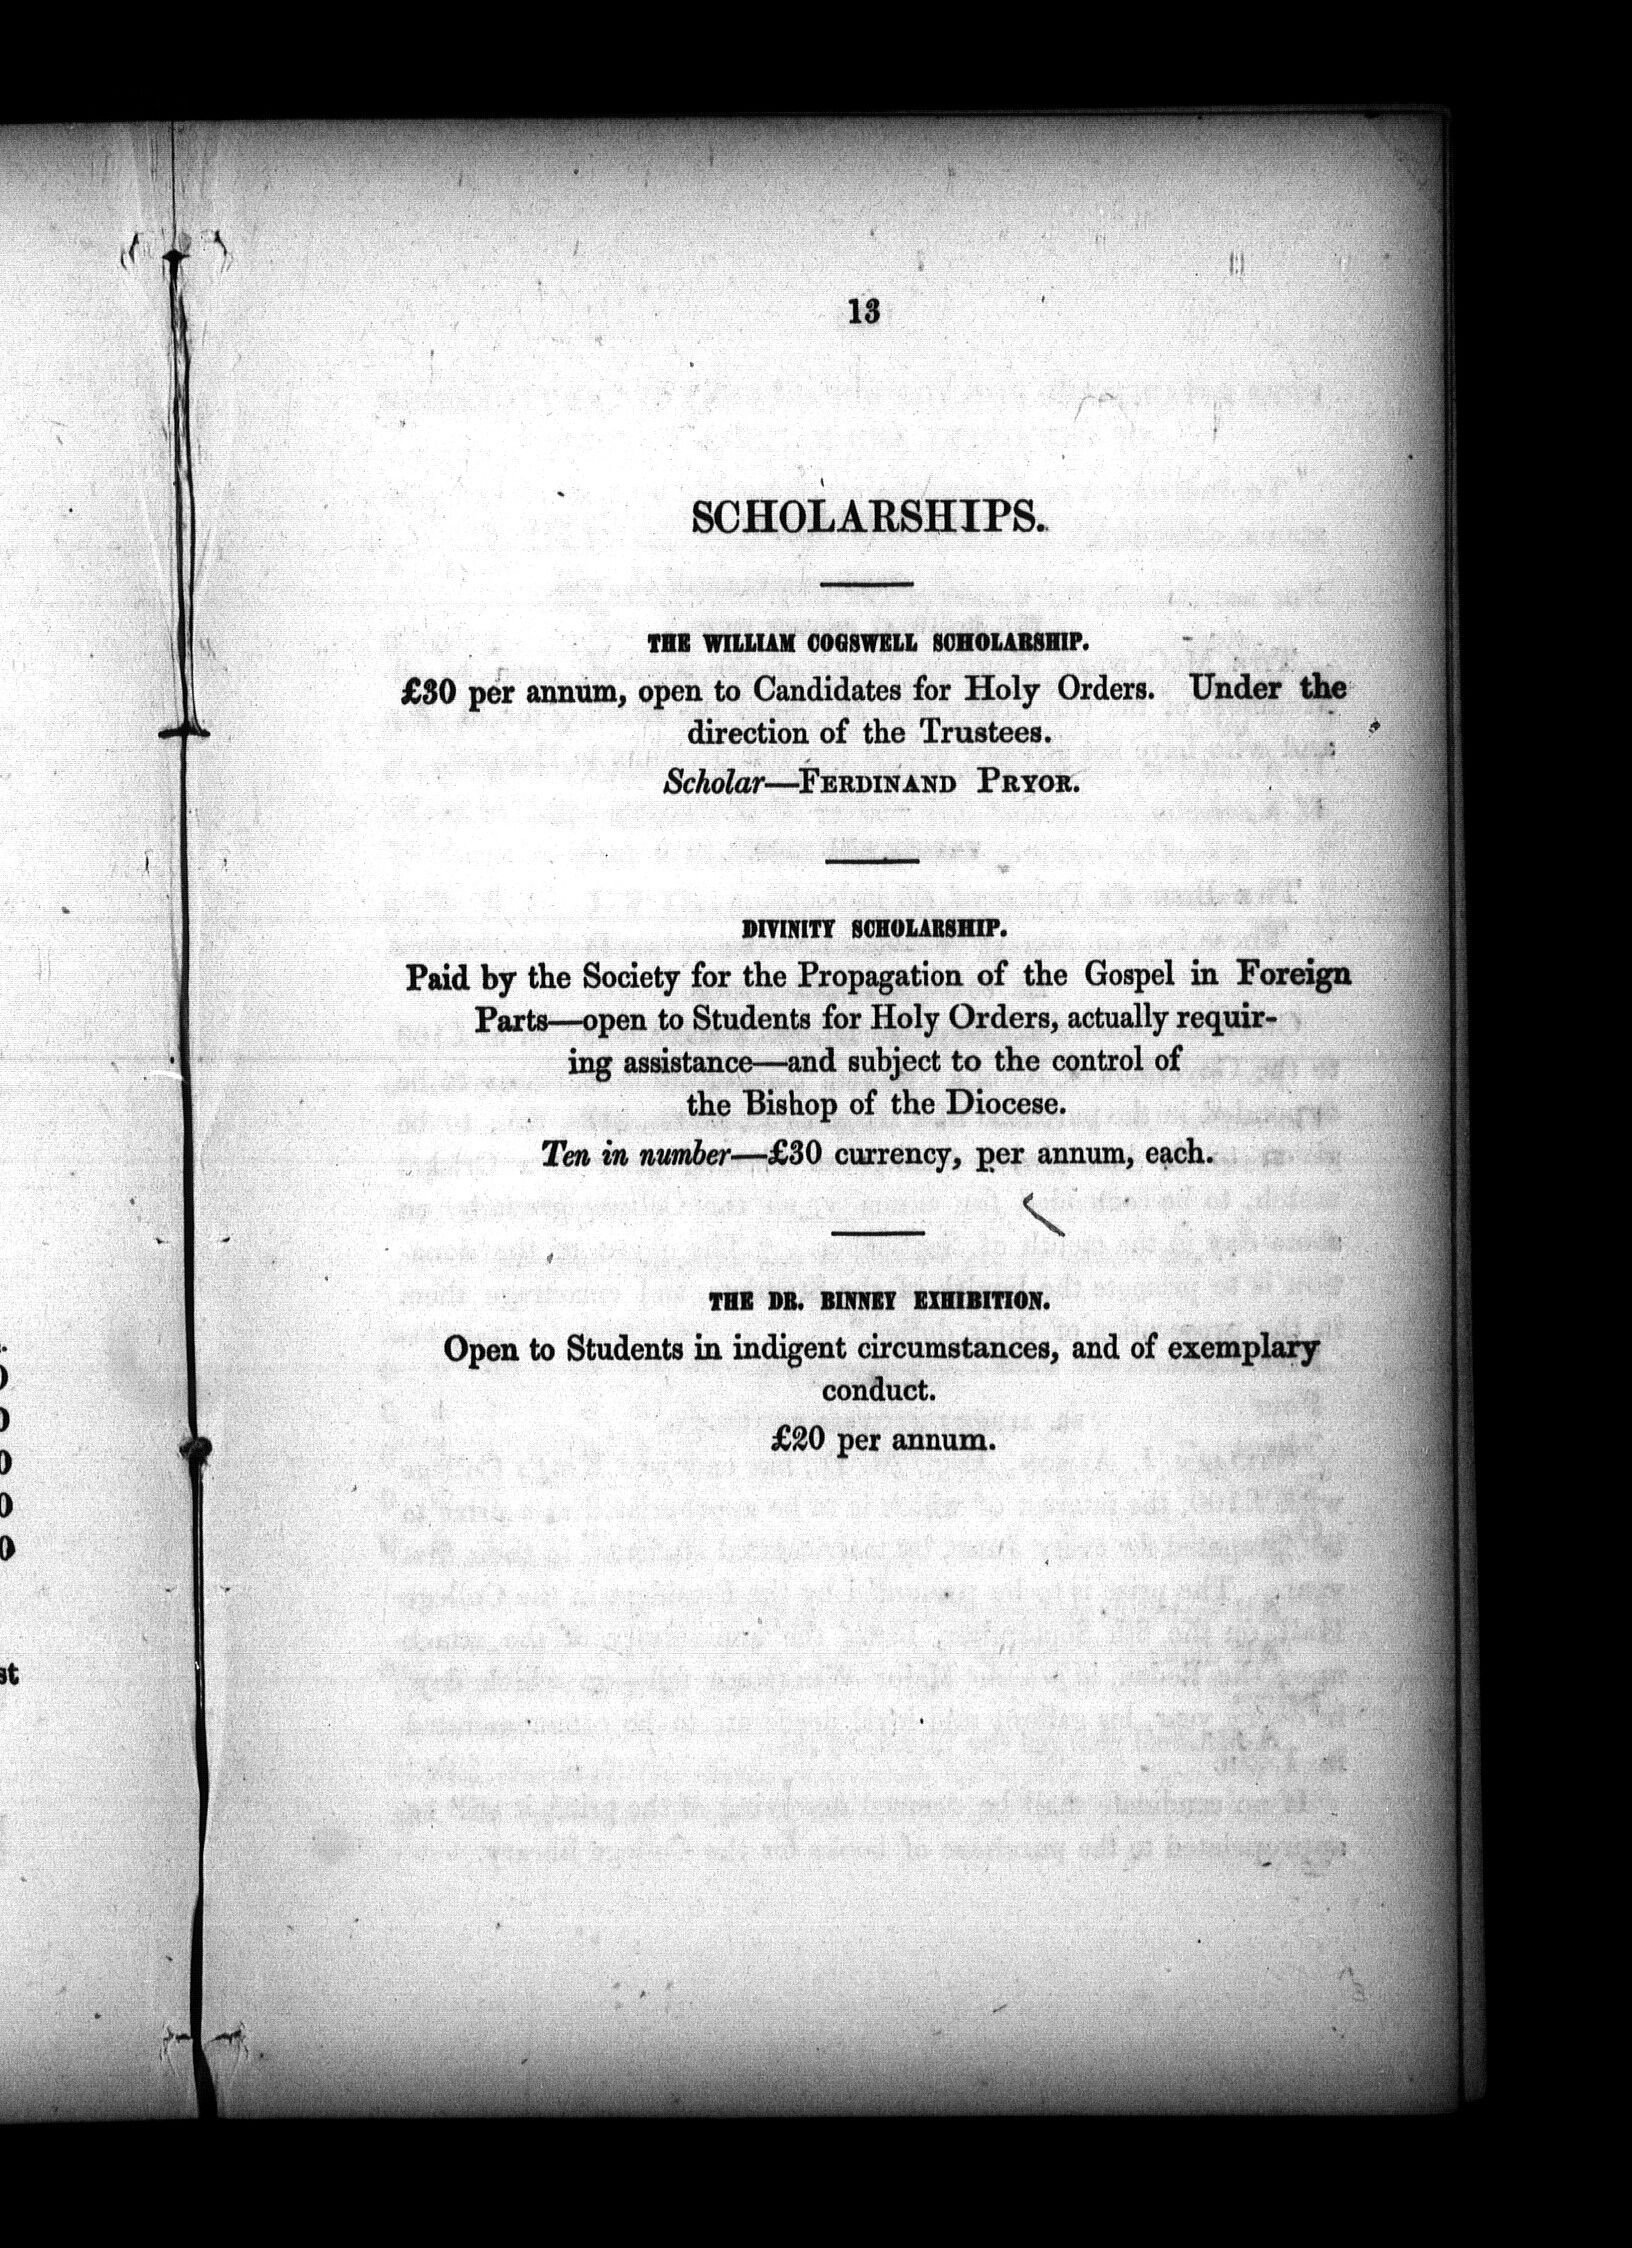 13
SCHOLARSHIPS.
THE WILLIAM COGSWELL SCHOLARSHIP.
£30 per annum, open to Candidates for Holy Orders. Under the
direction of the Trustees.
Scholar—FERDINAND PRYOR.
DIVINITY SCHOLARSHIP.
Paid by the Society for the Propagation of the Gospel in Foreign
Parts—open to Students for Holy Orders, actually requir-
ing assistance—and subject to the control of
the Bishop of the Diocese.
Ten in number—£30 currency, per annum, each.
THE DR. BINNEY EXHIBITION.
Open to Students in indigent circumstances, and of exemplary
conduct.
£20 per annum.